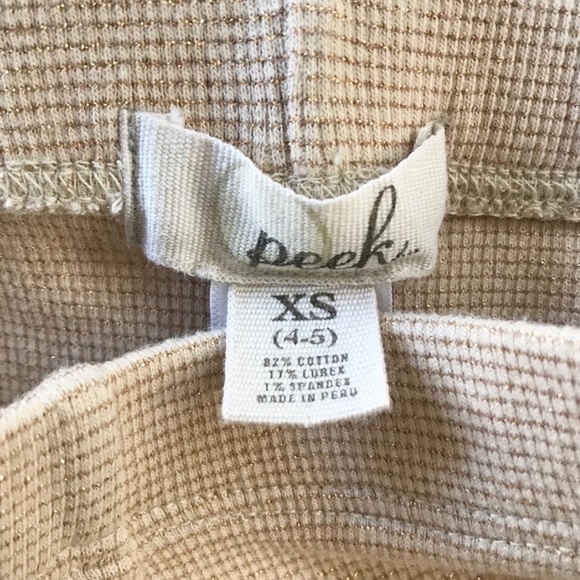 peek...
XS
(4-5)
82% COTTON
17% LUREX
1% SPANDEX
MADE IN PERU